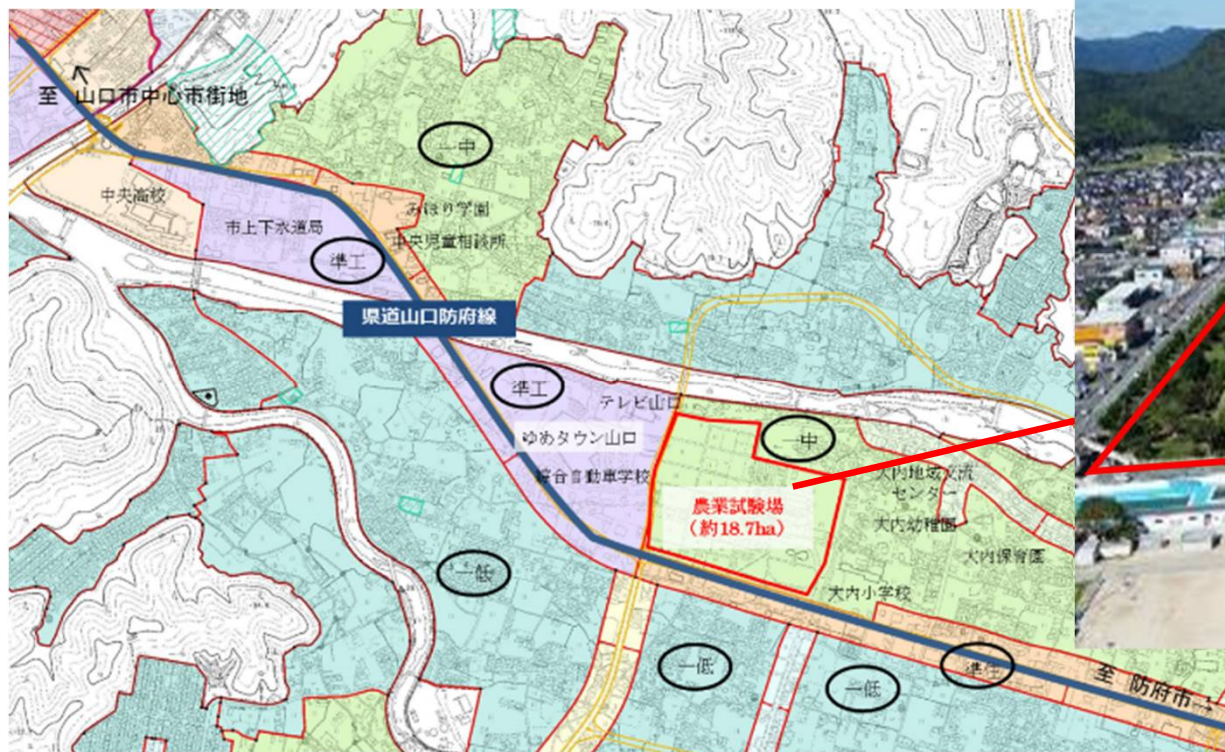 至 山口市中心市街地
一中
中央高校
みほり学園
市上下水道局
中央児童相談所
準工
県道山口防府線
準工
テレビ山口
ゆめタウン山口
一中
綜合自動車学校
大内地域交流
センター
農業試験場
(約18.7ha)
大内幼稚園
大内保育園
一低
大内小学校
一低
一低
準住
至 防府市→